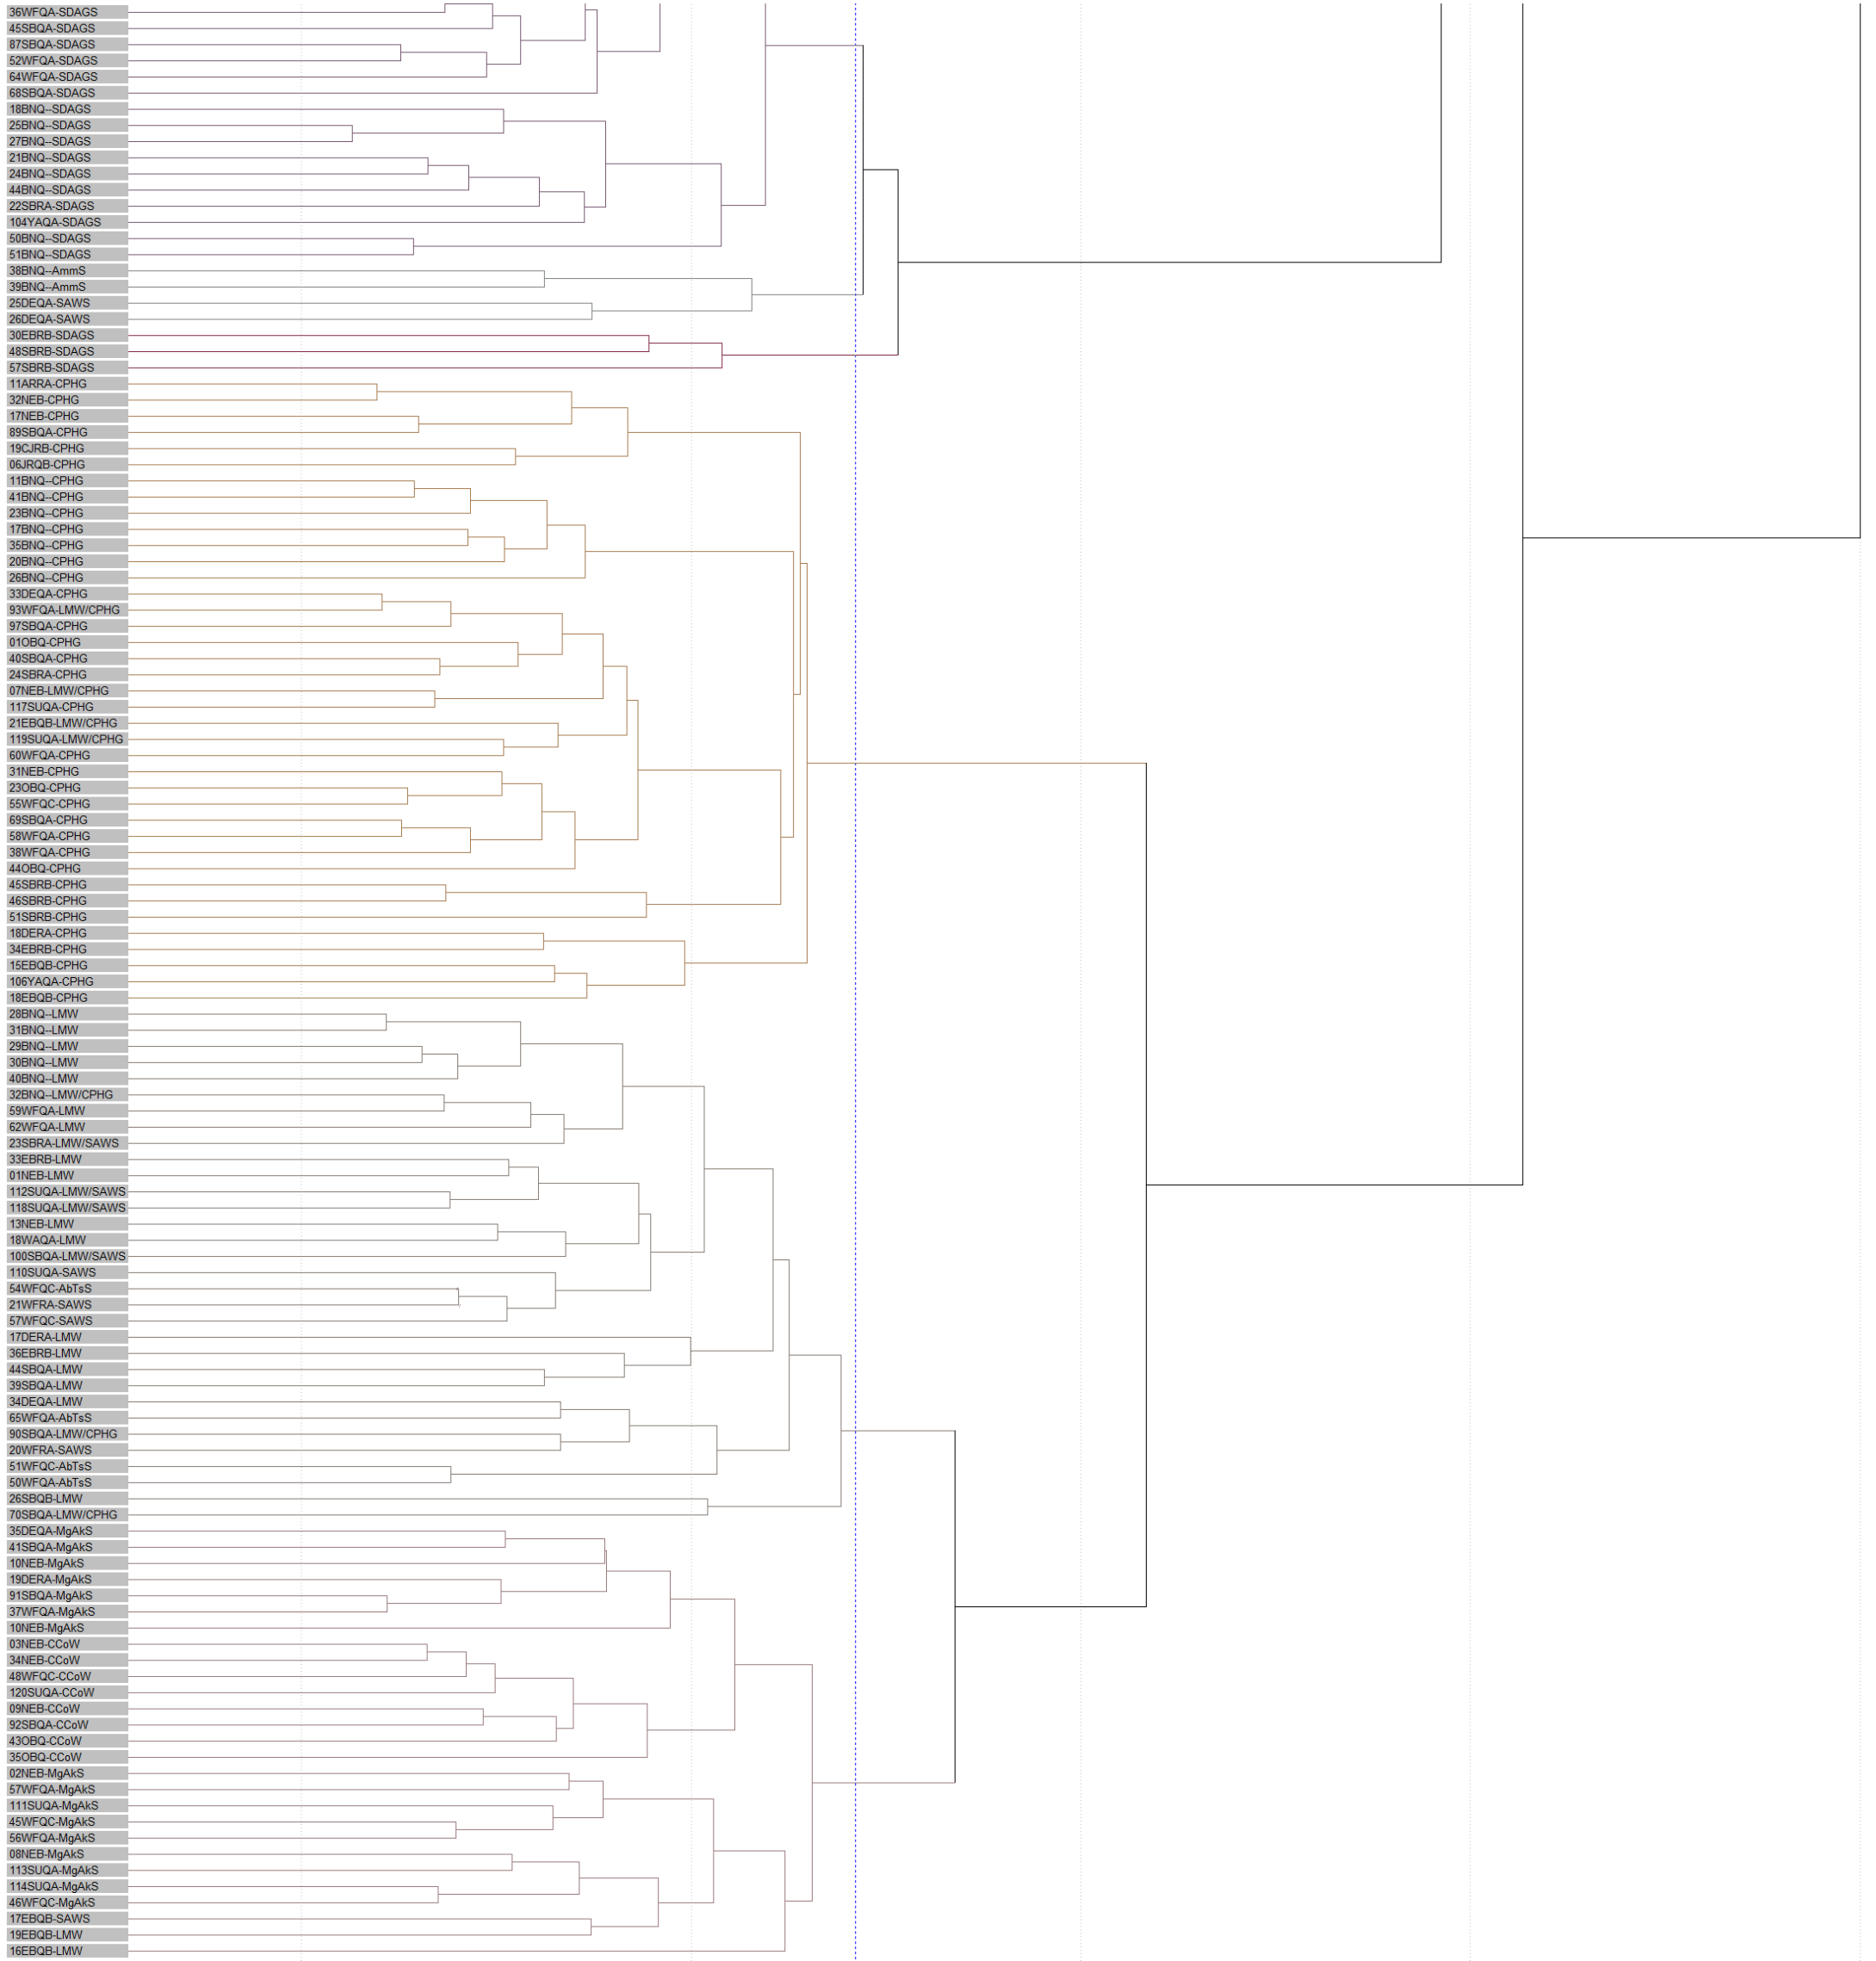 36WFQA-SDAGS
45SBQA-SDAGS
87SBQA-SDAGS
52WFQA-SDAGS
64WFQA-SDAGS
68SBQA-SDAGS
18BNQ--SDAGS
25BNQ--SDAGS
27BNQ--SDAGS
21BNQ--SDAGS
24BNQ--SDAGS
44BNQ--SDAGS
22SBRA-SDAGS
104YAQA-SDAGS
50BNQ--SDAGS
51BNQ--SDAGS
38BNQ--AmmS
39BNQ--AmmS
25DEQA-SAWS
26DEQA-SAWS
30EBRB-SDAGS
48SBRB-SDAGS
57SBRB-SDAGS
11ARRA-CPHG
32NEB-CPHG
17NEB-CPHG
89SBQA-CPHG
19CJRB-CPHG
06JRQB-CPHG
11BNQ--CPHG
41BNQ--CPHG
23BNQ--CPHG
17BNQ--CPHG
35BNQ--CPHG
20BNQ--CPHG
26BNQ--CPHG
33DEQA-CPHG
93WFQA-LMW/CPHG
97SBQA-CPHG
01OBQ-CPHG
40SBQA-CPHG
24SBRA-CPHG
07NEB-LMW/CPHG
117SUQA-CPHG
21EBQB-LMW/CPHG
119SUQA-LMW/CPHG
60WFQA-CPHG
31NEB-CPHG
23OBQ-CPHG
55WFQC-CPHG
69SBQA-CPHG
58WFQA-CPHG
38WFQA-CPHG
44OBQ-CPHG
45SBRB-CPHG
46SBRB-CPHG
51SBRB-CPHG
18DERA-CPHG
34EBRB-CPHG
15EBQB-CPHG
106YAQA-CPHG
18EBQB-CPHG
28BNQ--LMW
31BNQ--LMW
29BNQ--LMW
30BNQ--LMW
40BNQ--LMW
32BNQ--LMW/CPHG
59WFQA-LMW
62WFQA-LMW
23SBRA-LMW/SAWS
33EBRB-LMW
01NEB-LMW
112SUQA-LMW/SAWS
118SUQA-LMW/SAWS
13NEB-LMW
18WAQA-LMW
100SBQA-LMW/SAWS
110SUQA-SAWS
54WFQC-AbTsS
21WFRA-SAWS
57WFQC-SAWS
17DERA-LMW
36EBRB-LMW
44SBQA-LMW
39SBQA-LMW
34DEQA-LMW
65WFQA-AbTsS
90SBQA-LMW/CPHG
20WFRA-SAWS
51WFQC-AbTsS
50WFQA-AbTsS
26SBQB-LMW
70SBQA-LMW/CPHG
35DEQA-MgAkS
41SBQA-MgAkS
10NEB-MgAkS
19DERA-MgAkS
91SBQA-MgAkS
37WFQA-MgAkS
10NEB-MgAkS
03NEB-CCoW
34NEB-CCoW
48WFQC-CCoW
120SUQA-CCoW
09NEB-CCoW
92SBQA-CCoW
43OBQ-CCoW
35OBQ-CCoW
02NEB-MgAkS
57WFQA-MgAkS
111SUQA-MgAkS
45WFQC-MgAkS
56WFQA-MgAkS
08NEB-MgAkS
113SUQA-MgAkS
114SUQA-MgAkS
46WFQC-MgAkS
17EBQB-SAWS
19EBQB-LMW
16EBQB-LMW